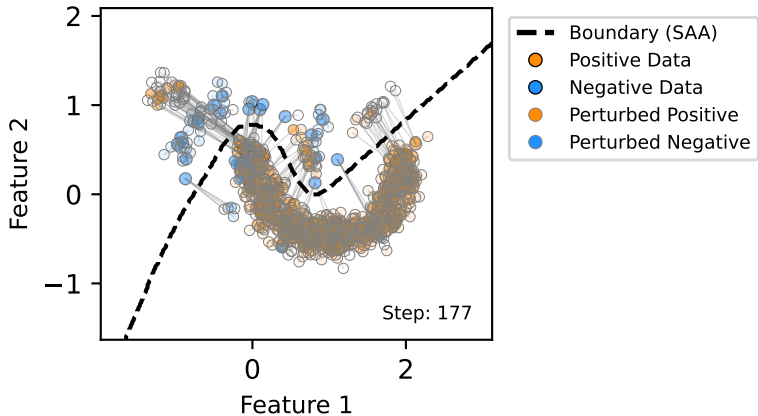 2
1
0
−1
Feature 2
0
2
Feature 1
Step: 177
Boundary (SAA)
Positive Data
Negative Data
Perturbed Positive
Perturbed Negative